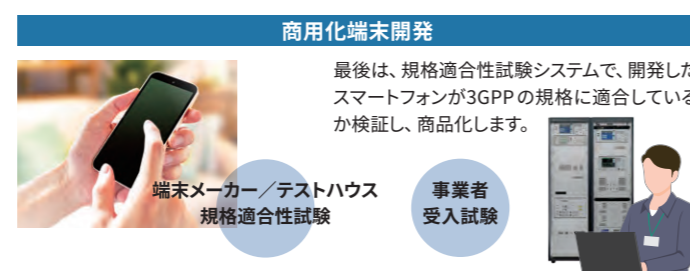 商用化端末開発
最後は、規格適合性試験システムで、開発した
スマートフォンが3GPPの規格に適合している
か検証し、商品化します。
端末メーカー／テストハウス
規格適合性試験
事業者
受入試験